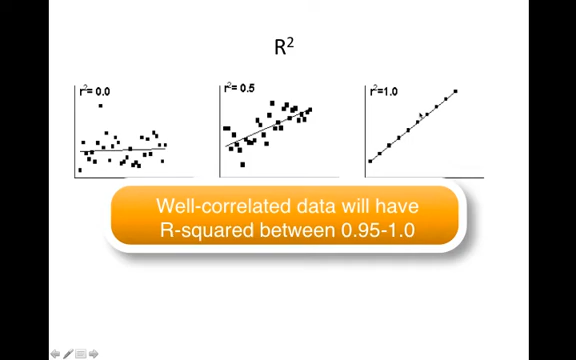 R²
r²= 0.0
r²= 0.5
r²=1.0
Well-correlated data will have
R-squared between 0.95-1.0